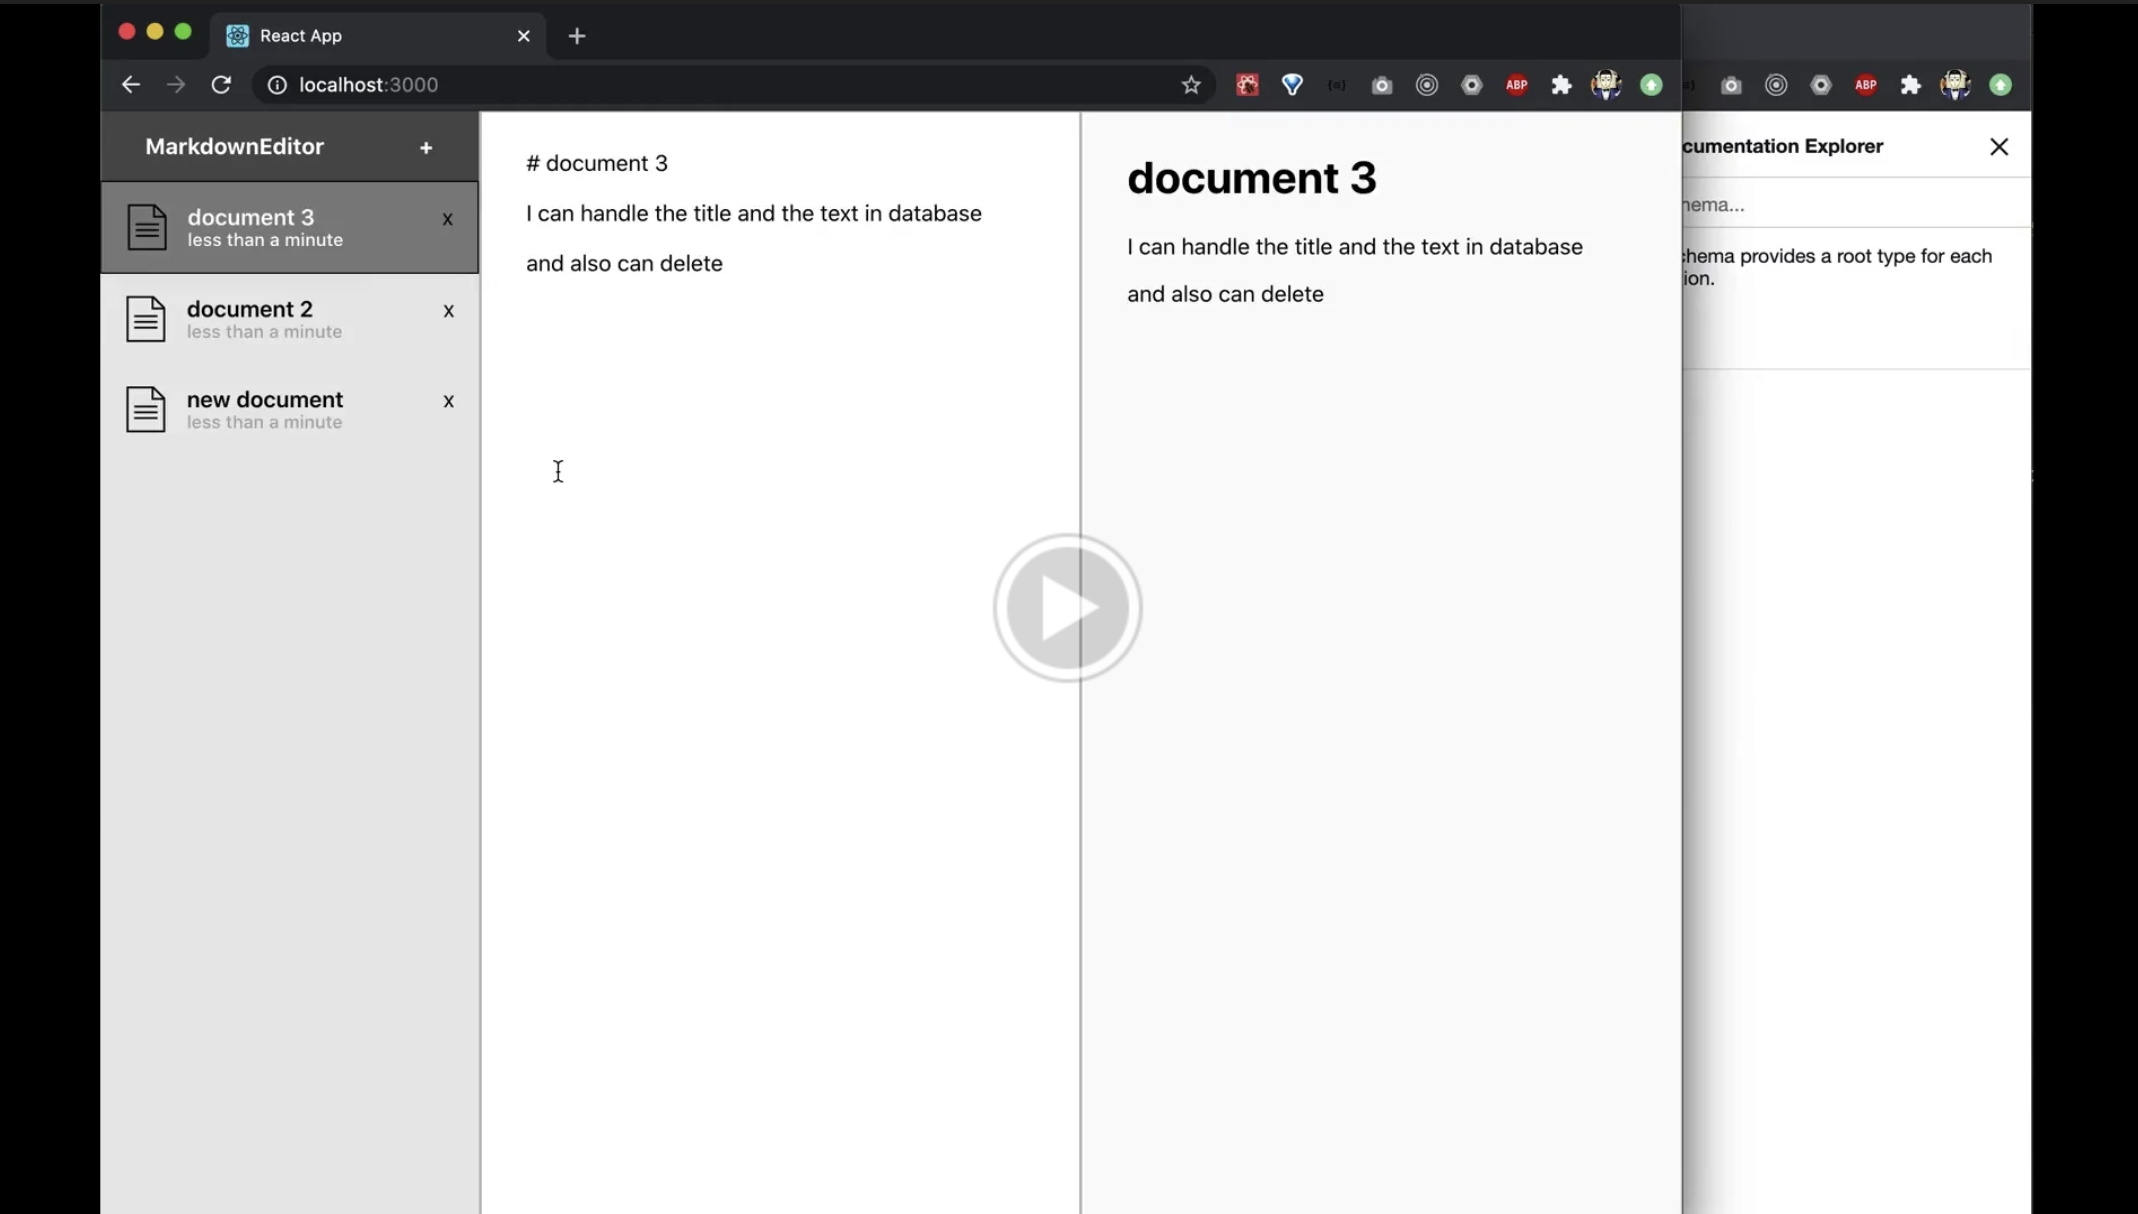 React App
localhost:3000
ABP
ABP
MarkdownEditor +
document 3 x
less than a minute
document 2 x
less than a minute
new document x
less than a minute
# document 3
I can handle the title and the text in database
and also can delete
document 3
I can handle the title and the text in database
and also can delete
cumentation Explorer
hema...
hema provides a root type for each
ion.